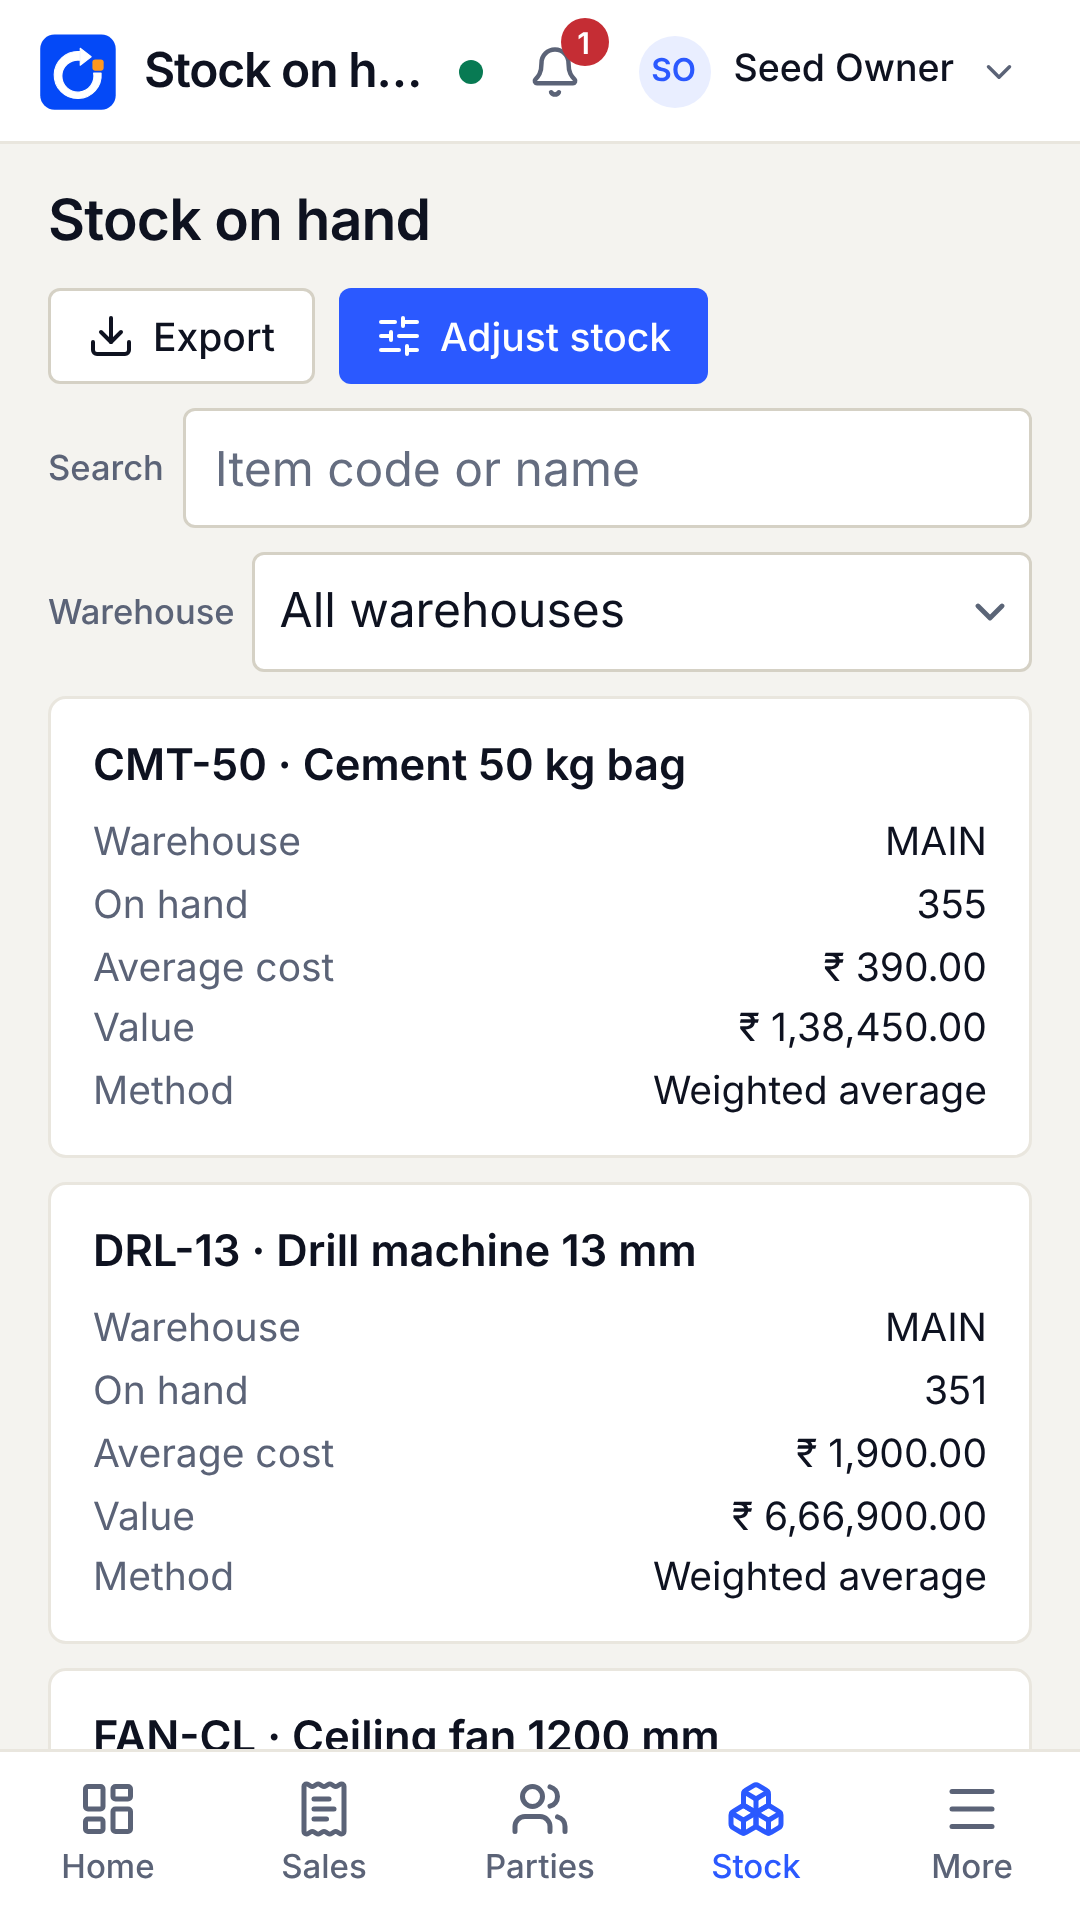 Stock on h...
1
SO
Seed Owner
Stock on hand
Export
Adjust stock
Search
Item code or name
Warehouse
All warehouses
CMT-50 · Cement 50 kg bag
Warehouse MAIN
On hand 355
Average cost ₹ 390.00
Value ₹ 1,38,450.00
Method Weighted average
DRL-13 · Drill machine 13 mm
Warehouse MAIN
On hand 351
Average cost ₹ 1,900.00
Value ₹ 6,66,900.00
Method Weighted average
FAN-CL · Ceiling fan 1200 mm
Home
Sales
Parties
Stock
More